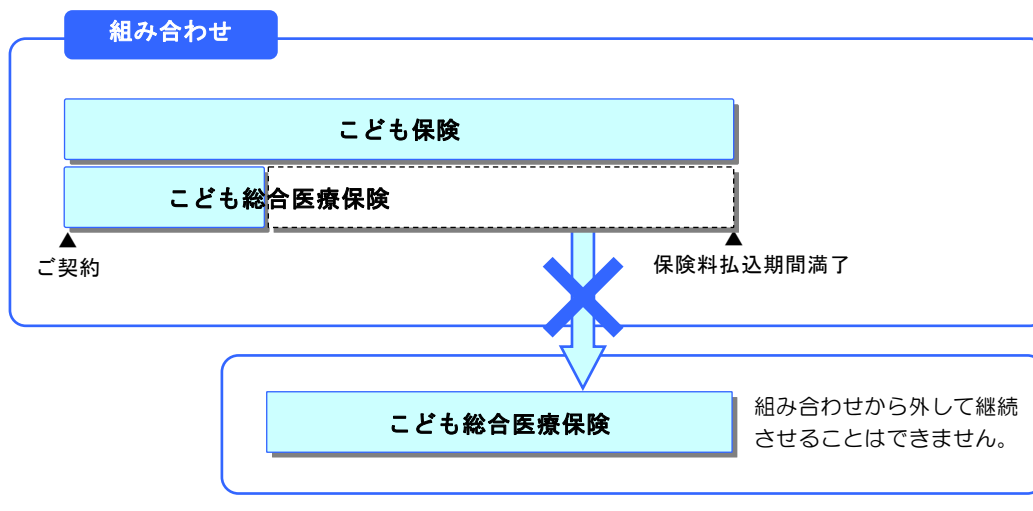 組み合わせ
こども保険
こども総合医療保険
ご契約
保険料払込期間満了
こども総合医療保険
組み合わせから外して継続
させることはできません。